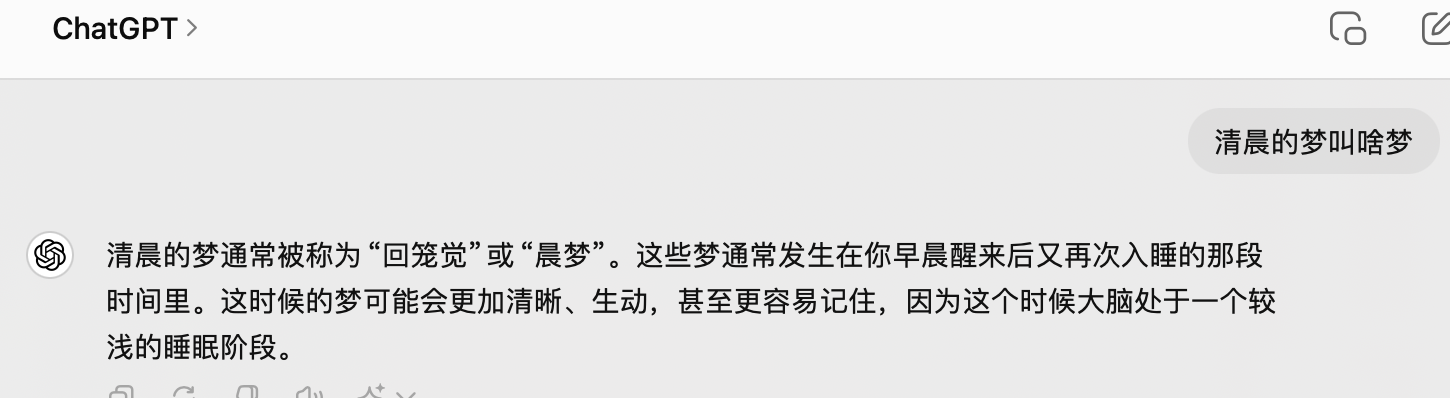 ChatGPT
清晨的梦叫啥梦
清晨的梦通常被称为“回笼觉”或“晨梦”。这些梦通常发生在你早晨醒来后又再次入睡的那段
时间里。这时候的梦可能会更加清晰、生动，甚至更容易记住，因为这个时候大脑处于一个较
浅的睡眠阶段。